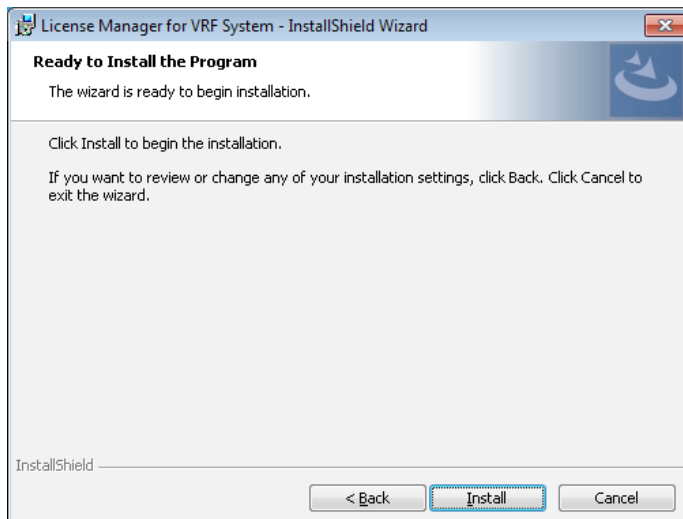 License Manager for VRF System - InstallShield Wizard
Ready to Install the Program
The wizard is ready to begin installation.
Click Install to begin the installation.
If you want to review or change any of your installation settings, click Back. Click Cancel to
exit the wizard.
InstallShield
< Back
Install
Cancel